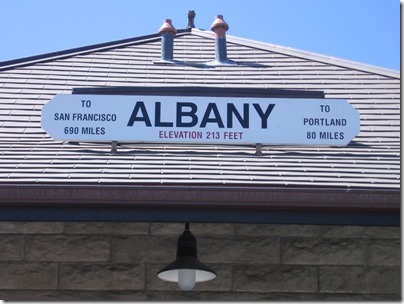 TO
SAN FRANCISCO
690 MILES
ALBANY
ELEVATION 213 FEET
TO
PORTLAND
80 MILES